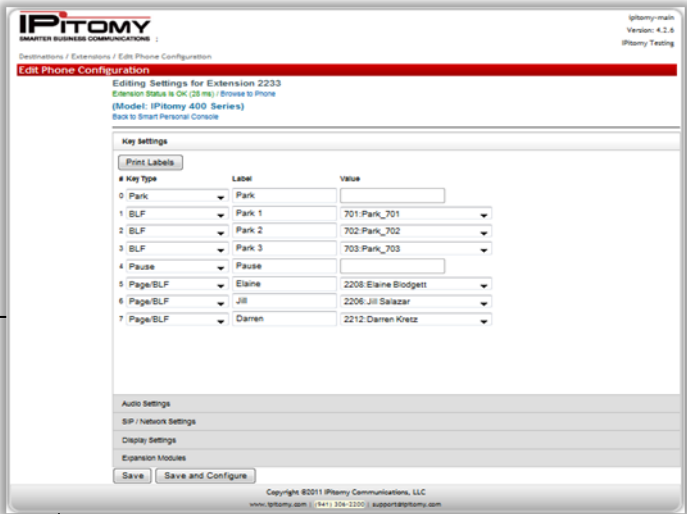 IPITOMY
SMARTER BUSINESS COMMUNICATIONS
ipitomy-main
Version: 4.2.6
IPitomy Testing
Destinations / Extensions / Edit Phone Configuration
Edit Phone Configuration
Editing Settings for Extension 2233
Extension Status is OK (28 ms) / Browse to Phone
(Model: IPitomy 400 Series)
Back to Smart Personal Console
Key Settings
Print Labels
# Key Type Label Value
0 Park Park
1 BLF Park 1 701:Park_701
2 BLF Park 2 702:Park_702
3 BLF Park 3 703:Park_703
4 Pause Pause
5 Page/BLF Elaine 2208:Elaine Blodgett
6 Page/BLF Jill 2206:Jill Salazar
7 Page/BLF Darren 2212:Darren Kretz
Audio Settings
SIP / Network Settings
Display Settings
Expansion Modules
Save Save and Configure
Copyright ©2011 IPitomy Communications, LLC
www.ipitomy.com | (941) 306-2200 | support@ipitomy.com